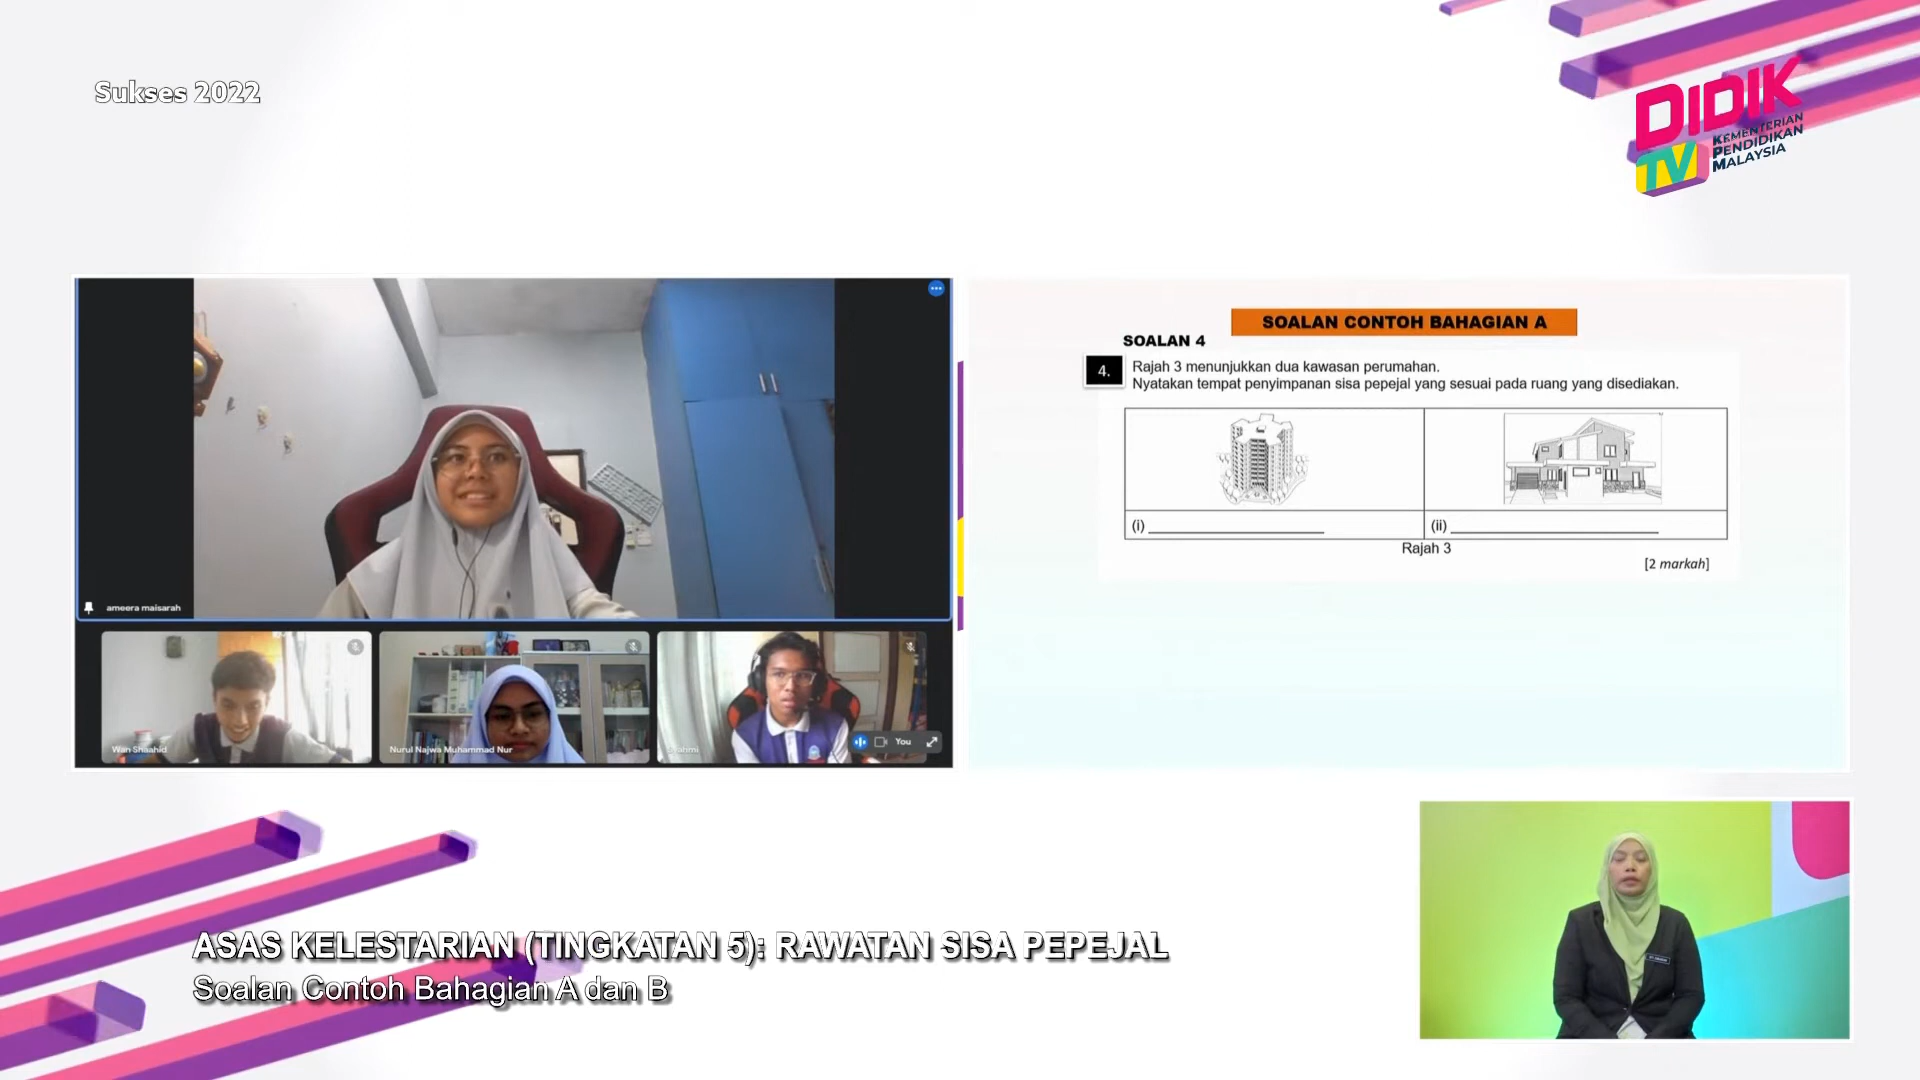 Sukses 2022
DIDIK
TV
KEMENTERIAN
PENDIDIKAN
MALAYSIA
ameera maisarah
Wan Shaahid
Nurul Najwa Muhammad Nur
You
SOALAN CONTOH BAHAGIAN A
SOALAN 4
4. Rajah 3 menunjukkan dua kawasan perumahan.
Nyatakan tempat penyimpanan sisa pepejal yang sesuai pada ruang yang disediakan.
(i) ____________________ (ii) ____________________
Rajah 3
[2 markah]
ASAS KELESTARIAN (TINGKATAN 5): RAWATAN SISA PEPEJAL
Soalan Contoh Bahagian A dan B